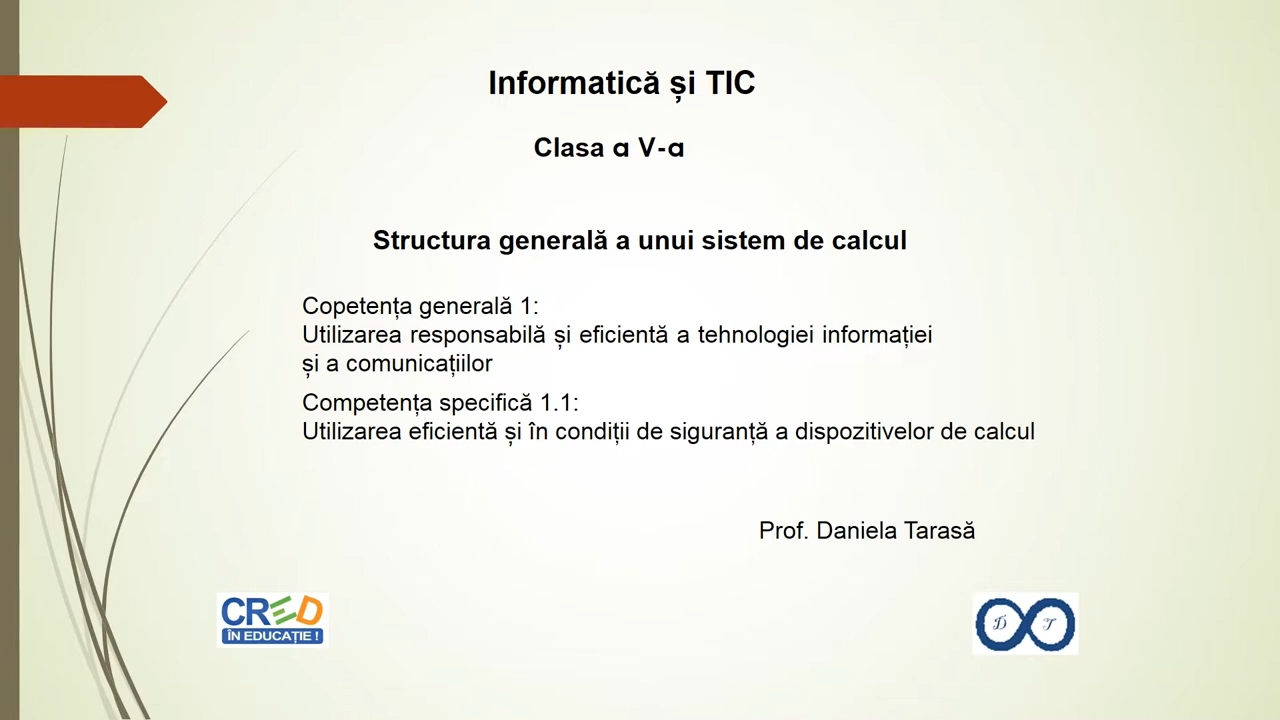 Informatică și TIC
Clasa a V-a
Structura generală a unui sistem de calcul
Copetența generală 1:
Utilizarea responsabilă și eficientă a tehnologiei informației
și a comunicațiilor
Competența specifică 1.1:
Utilizarea eficientă și în condiții de siguranță a dispozitivelor de calcul
Prof. Daniela Tarasă
CRED
ÎN EDUCAȚIE !
D T